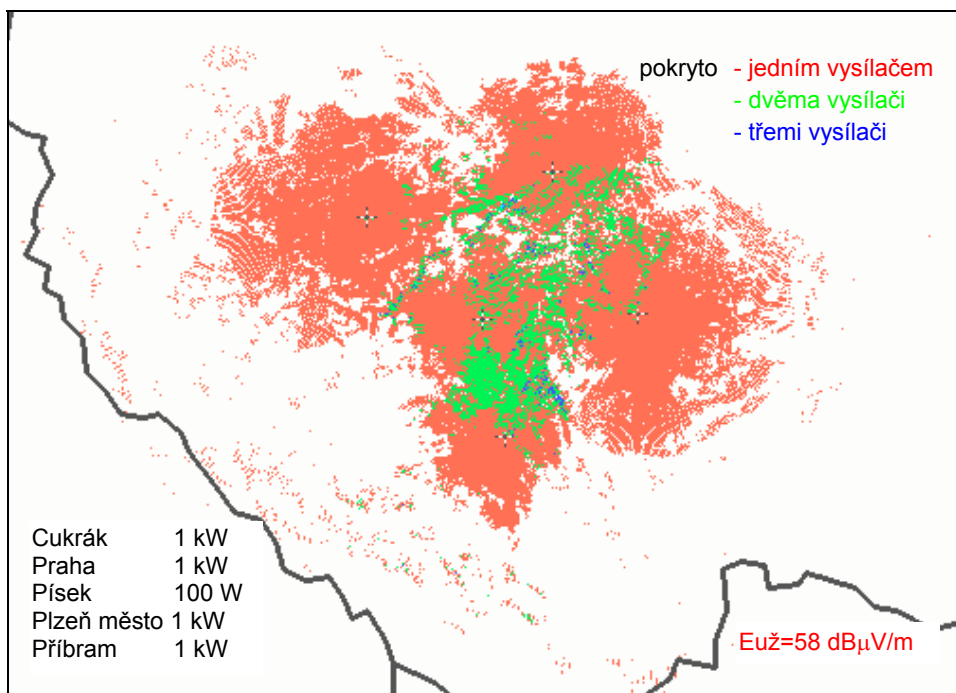 pokryto - jedním vysílačem
- dvěma vysílači
- třemi vysílači
Cukrák 1 kW
Praha 1 kW
Písek 100 W
Plzeň město 1 kW
Příbram 1 kW
Euž=58 dBμV/m